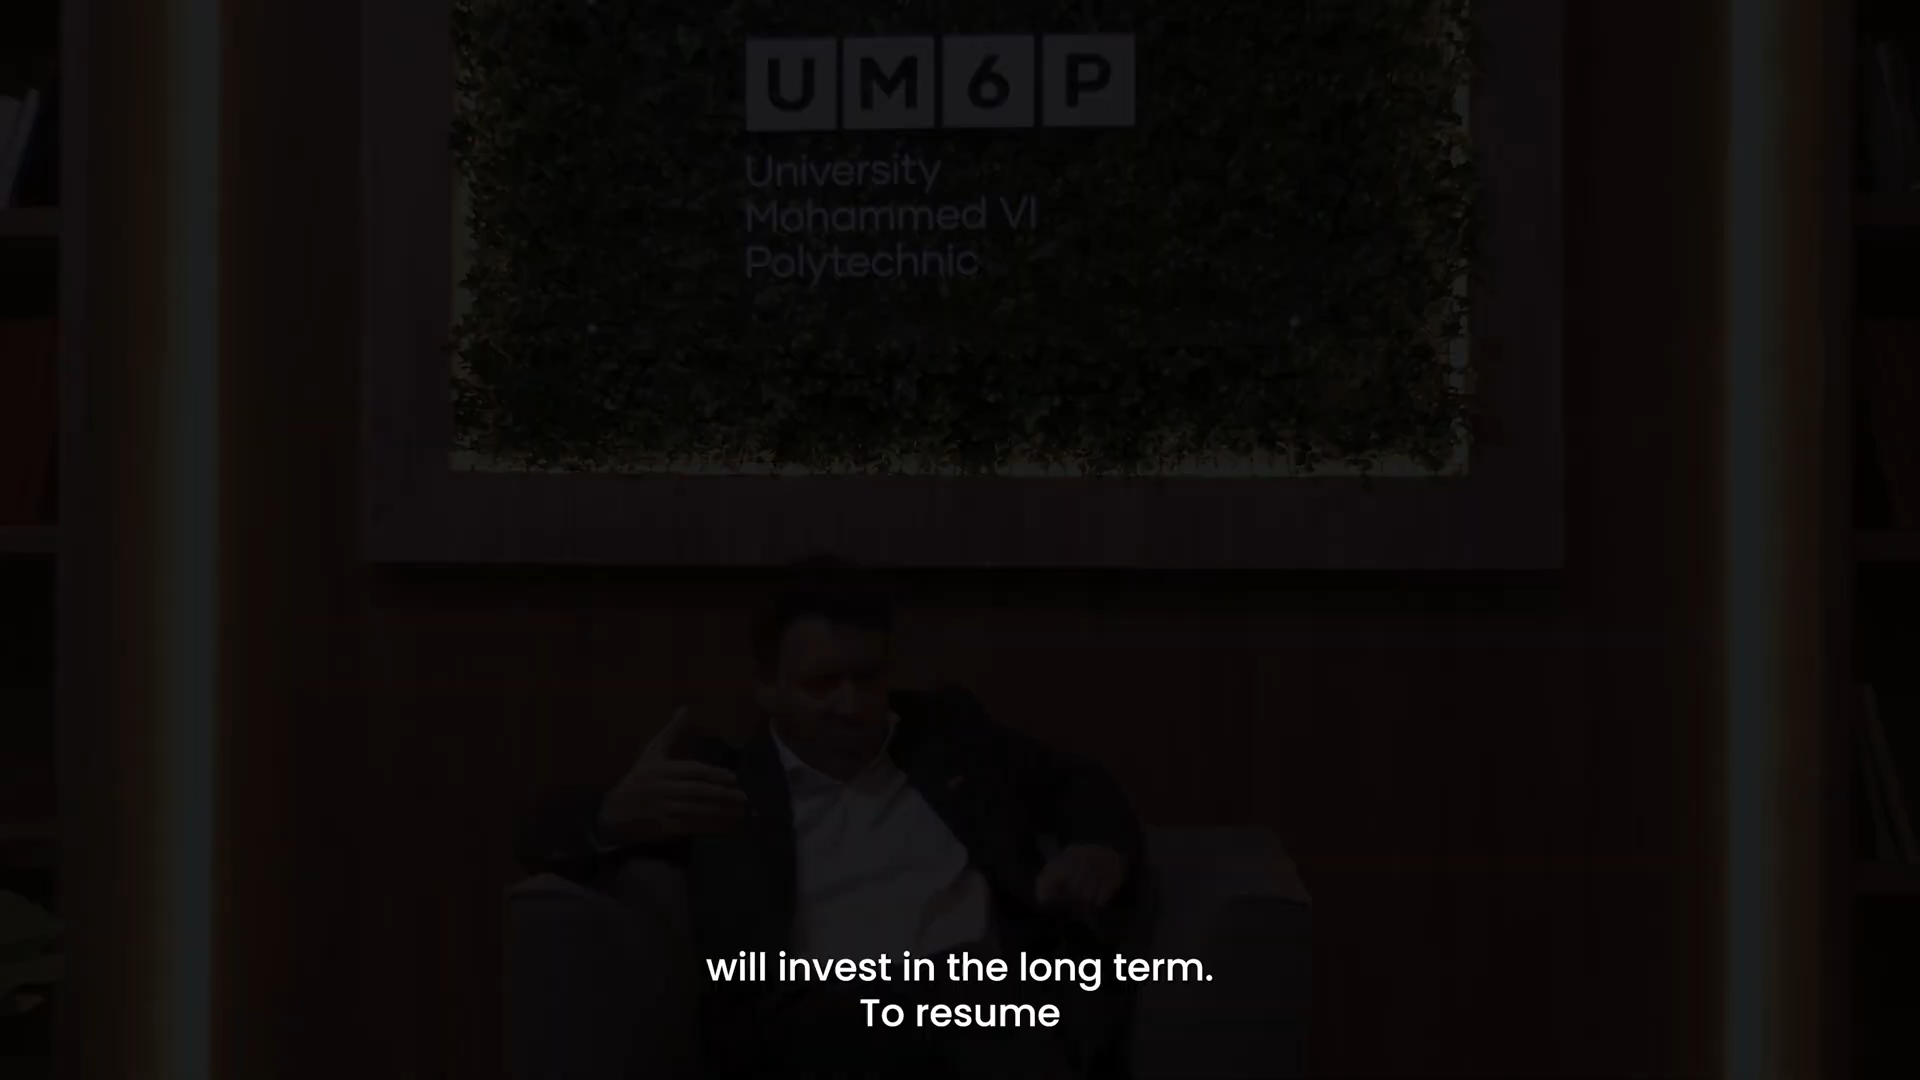 UM6P
University
Mohammed VI
Polytechnic
will invest in the long term.
To resume